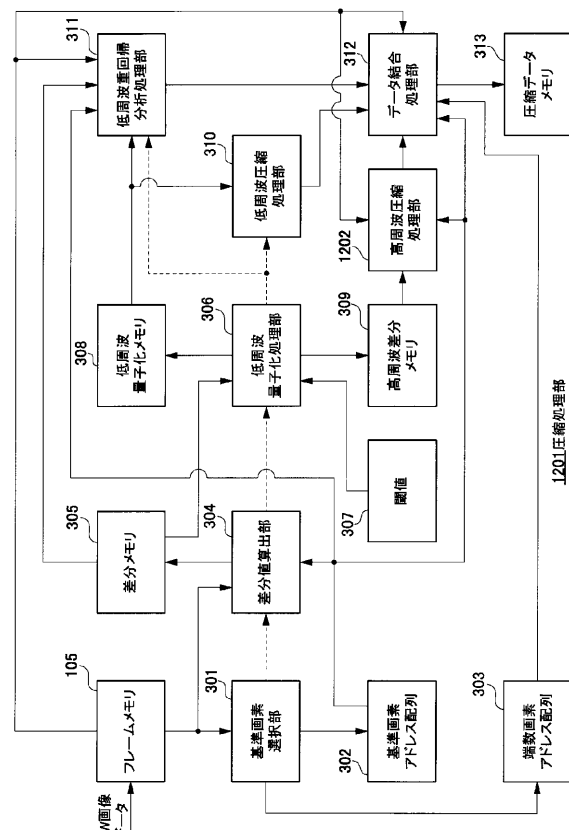 W画像
データ
105
フレームメモリ
301
基準画素
選択部
302
基準画素
アドレス配列
303
端数画素
アドレス配列
305
差分メモリ
304
差分値算出部
307
閾値
308
低周波
量子化メモリ
306
低周波
量子化処理部
309
高周波差分
メモリ
310
低周波圧縮
処理部
1202
高周波圧縮
処理部
311
低周波重回帰
分析処理部
312
データ結合
処理部
313
圧縮データ
メモリ
1201圧縮処理部